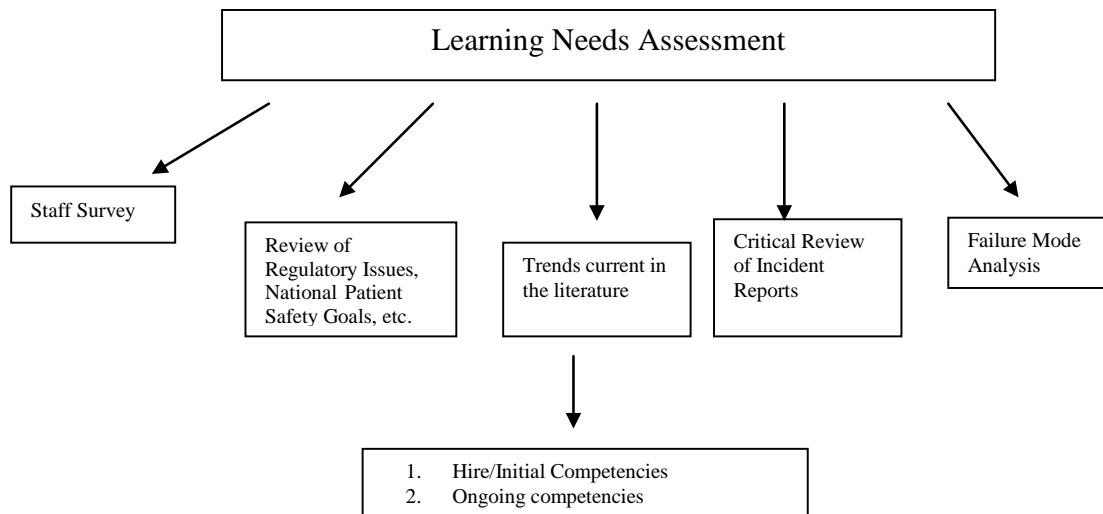 Learning Needs Assessment
Staff Survey
Review of
Regulatory Issues,
National Patient
Safety Goals, etc.
Trends current in
the literature
Critical Review
of Incident
Reports
Failure Mode
Analysis
1. Hire/Initial Competencies
2. Ongoing competencies